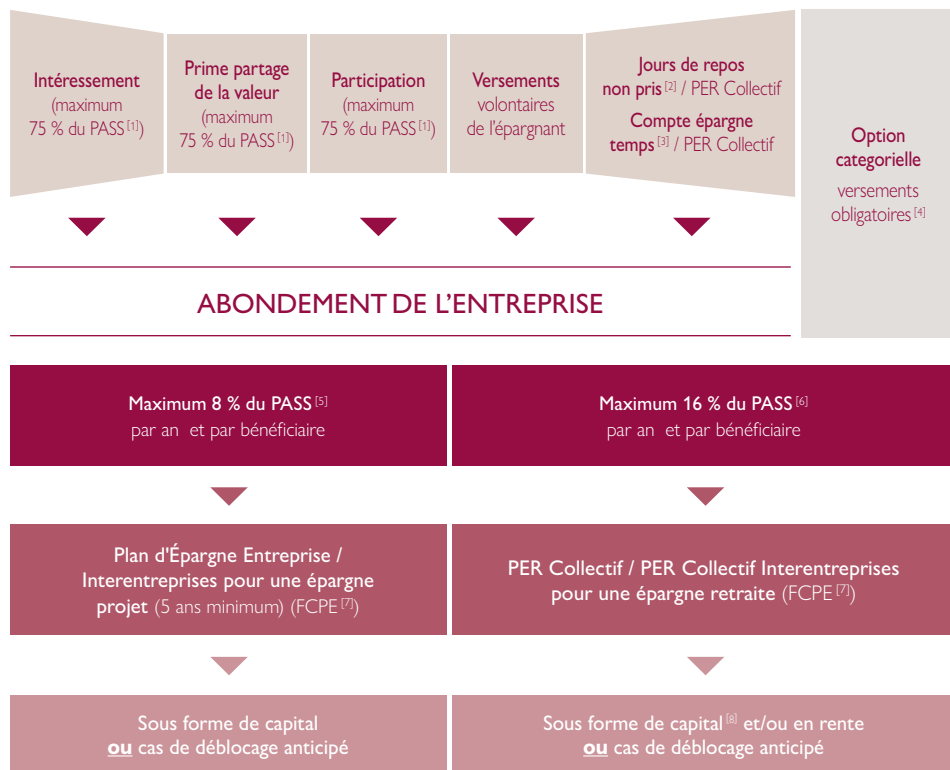 Intéressement
(maximum
75 % du PASS [1])
Prime partage
de la valeur
(maximum
75 % du PASS [1])
Participation
(maximum
75 % du PASS [1])
Versements
volontaires
de l’épargnant
Jours de repos
non pris [2] / PER Collectif
Compte épargne
temps [3] / PER Collectif
Option
categorielle
versements
obligatoires [4]
ABONDEMENT DE L’ENTREPRISE
Maximum 8 % du PASS [5]
par an et par bénéficiaire
Maximum 16 % du PASS [6]
par an et par bénéficiaire
Plan d'Épargne Entreprise /
Interentreprises pour une épargne
projet (5 ans minimum) (FCPE [7])
PER Collectif / PER Collectif Interentreprises
pour une épargne retraite (FCPE [7])
Sous forme de capital
ou cas de déblocage anticipé
Sous forme de capital [8] et/ou en rente
ou cas de déblocage anticipé